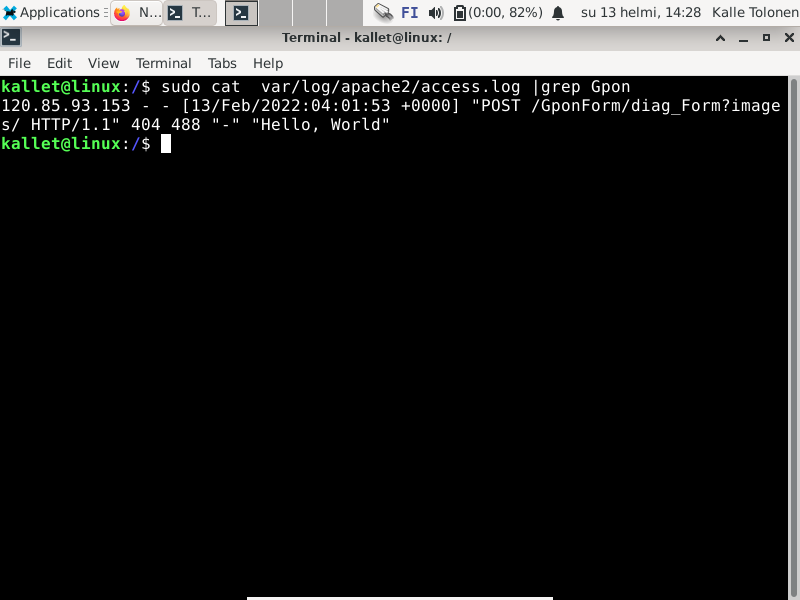 Applications N... T... FI (0:00, 82%) su 13 helmi, 14:28 Kalle Tolonen
Terminal - kallet@linux: /
File Edit View Terminal Tabs Help
kallet@linux:/$ sudo cat  var/log/apache2/access.log |grep Gpon
120.85.93.153 - - [13/Feb/2022:04:01:53 +0000] "POST /GponForm/diag_Form?image
s/ HTTP/1.1" 404 488 "-" "Hello, World"
kallet@linux:/$